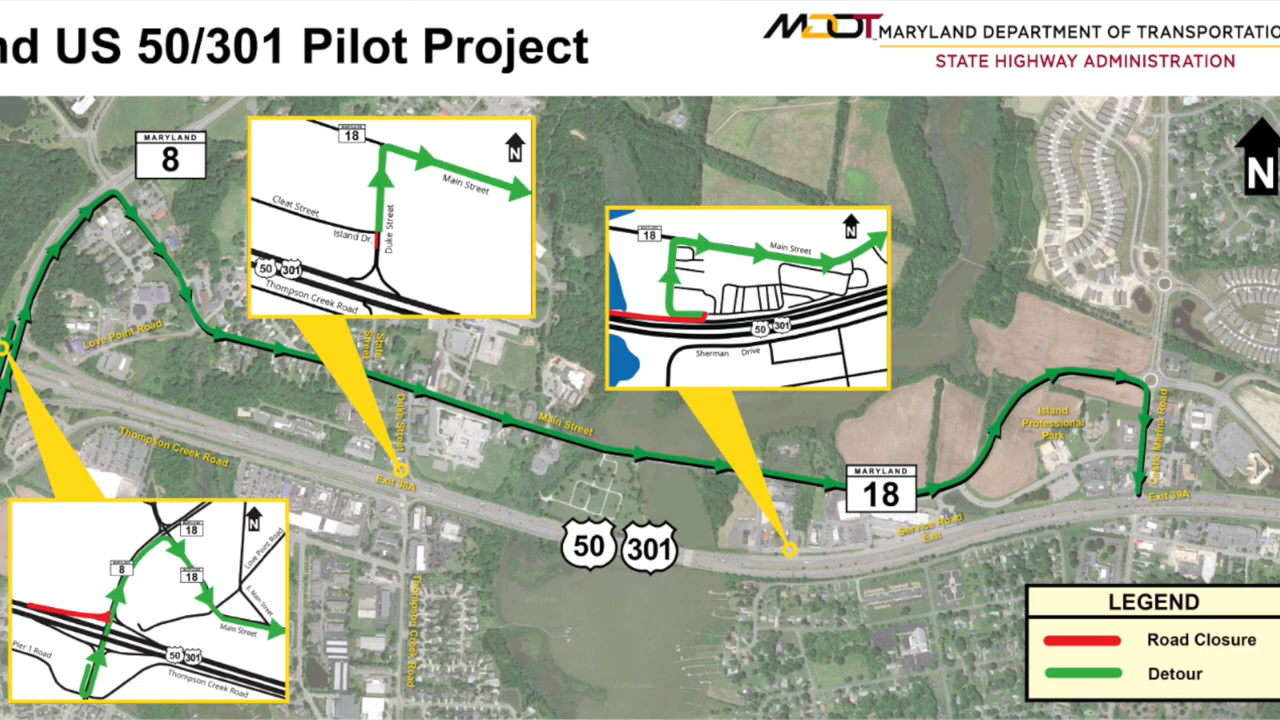 nd US 50/301 Pilot Project
MDOT
MARYLAND DEPARTMENT OF TRANSPORTATIO
STATE HIGHWAY ADMINISTRATION
MARYLAND
8
18
N
Main Street
Cleat Street
Island Dr.
Duke Street
50 301
Thompson Creek Road
18
N
Main Street
50 301
Sherman Drive
N
Love Point Road
State Street
Duke Street
Main Street
Thompson Creek Road
Exit 39A
Island
Professional
Park
Marina Road
MARYLAND
18
Exit 39A
Service Road
Exit
50 301
Thompson Creek Road
18
N
8
18
Love Point Road
E. Main Street
Main Street
Pier 1 Road
50 301
Thompson Creek Road
LEGEND
Road Closure
Detour